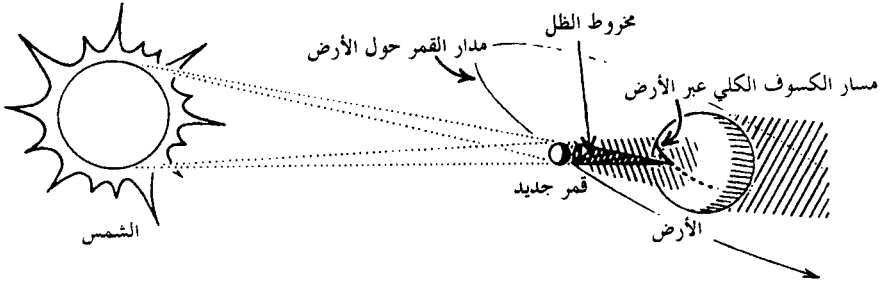 مخروط الظل
مدار القمر حول الأرض
مسار الكسوف الكلي عبر الأرض
قمر جديد
الأرض
الشمس